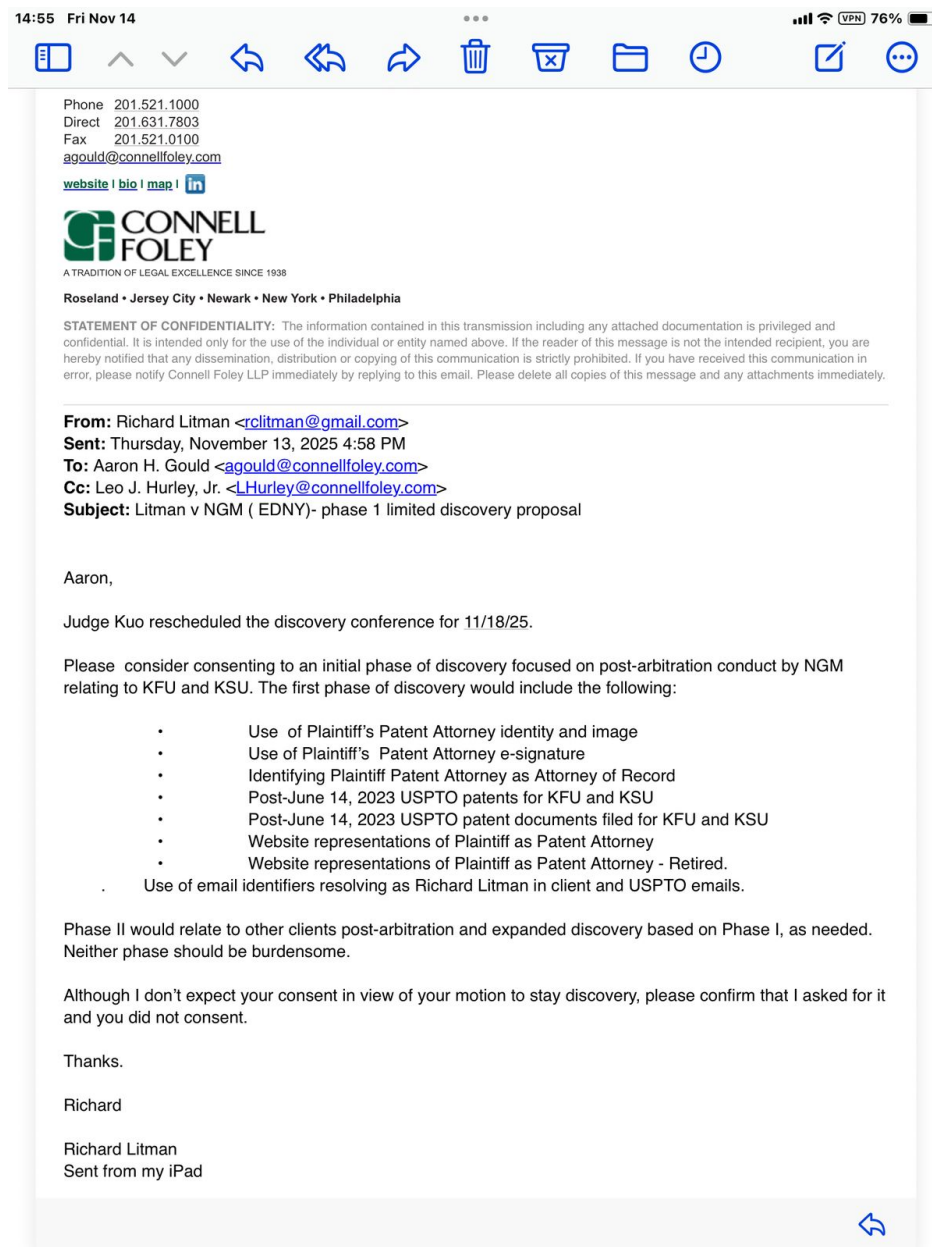 14:55 Fri Nov 14
VPN 76%
Phone 201.521.1000
Direct 201.631.7803
Fax 201.521.0100
agould@connellfoley.com
website | bio | map | in
CF CONNELL
FOLEY
A TRADITION OF LEGAL EXCELLENCE SINCE 1938
Roseland • Jersey City • Newark • New York • Philadelphia
STATEMENT OF CONFIDENTIALITY: The information contained in this transmission including any attached documentation is privileged and
confidential. It is intended only for the use of the individual or entity named above. If the reader of this message is not the intended recipient, you are
hereby notified that any dissemination, distribution or copying of this communication is strictly prohibited. If you have received this communication in
error, please notify Connell Foley LLP immediately by replying to this email. Please delete all copies of this message and any attachments immediately.
From: Richard Litman <rclitman@gmail.com>
Sent: Thursday, November 13, 2025 4:58 PM
To: Aaron H. Gould <agould@connellfoley.com>
Cc: Leo J. Hurley, Jr. <LHurley@connellfoley.com>
Subject: Litman v NGM ( EDNY)- phase 1 limited discovery proposal
Aaron,
Judge Kuo rescheduled the discovery conference for 11/18/25.
Please consider consenting to an initial phase of discovery focused on post-arbitration conduct by NGM
relating to KFU and KSU. The first phase of discovery would include the following:
• Use of Plaintiff's Patent Attorney identity and image
• Use of Plaintiff's Patent Attorney e-signature
• Identifying Plaintiff Patent Attorney as Attorney of Record
• Post-June 14, 2023 USPTO patents for KFU and KSU
• Post-June 14, 2023 USPTO patent documents filed for KFU and KSU
• Website representations of Plaintiff as Patent Attorney
• Website representations of Plaintiff as Patent Attorney - Retired.
. Use of email identifiers resolving as Richard Litman in client and USPTO emails.
Phase II would relate to other clients post-arbitration and expanded discovery based on Phase I, as needed.
Neither phase should be burdensome.
Although I don't expect your consent in view of your motion to stay discovery, please confirm that I asked for it
and you did not consent.
Thanks.
Richard
Richard Litman
Sent from my iPad